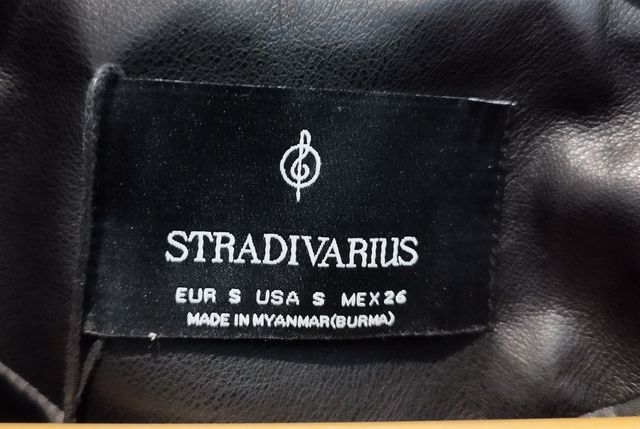 STRADIVARIUS
EUR S USA S MEX 26
MADE IN MYANMAR(BURMA)